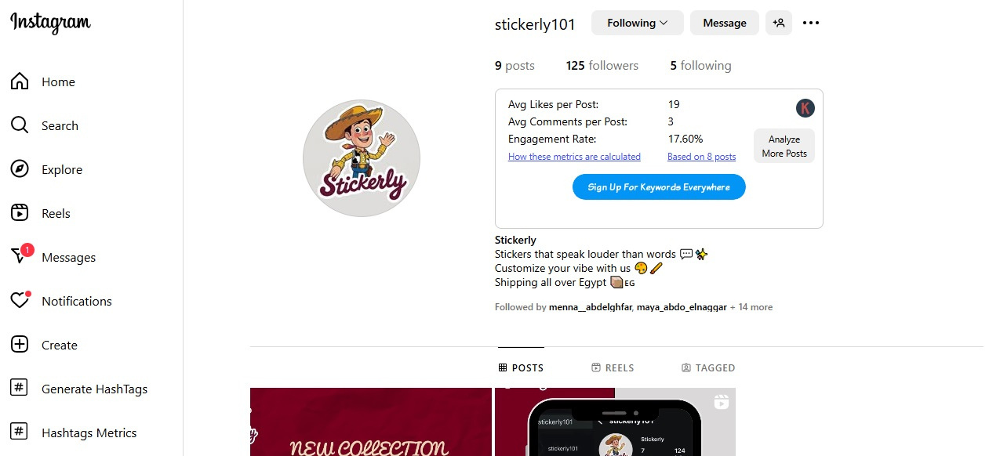 Instagram
Home
Search
Explore
Reels
1
Messages
Notifications
Create
Generate HashTags
Hashtags Metrics
stickerly101
Following
Message
9 posts
125 followers
5 following
Avg Likes per Post: 19
Avg Comments per Post: 3
Engagement Rate: 17.60%
How these metrics are calculated
Based on 8 posts
K
Analyze
More Posts
Sign Up For Keywords Everywhere
Stickerly
Stickerly
Stickers that speak louder than words 💬✨
Customize your vibe with us 🎨🖌️
Shipping all over Egypt 📦EG
Followed by menna__abdelghfar, maya_abdo_elnaggar + 14 more
POSTS
REELS
TAGGED
NEW COLLECTION
stickerly101
stickerly101
stickerly101
Stickerly
7
124